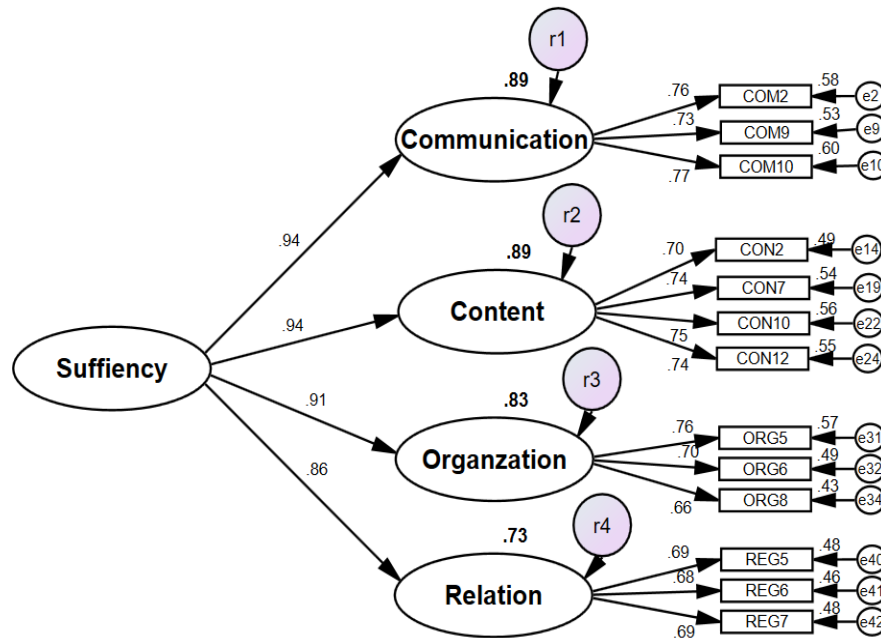 r1
.89
Communication
.76
COM2
.58
e2
.73
COM9
.53
e9
.77
COM10
.60
e10
.94
r2
.89
Content
.70
CON2
.49
e14
.74
CON7
.54
e19
.75
CON10
.56
e22
.74
CON12
.55
e24
.94
Suffiency
r3
.83
Organzation
.91
.76
ORG5
.57
e31
.70
ORG6
.49
e32
.66
ORG8
.43
e34
.86
r4
.73
Relation
.69
REG5
.48
e40
.68
REG6
.46
e41
.69
REG7
.48
e42